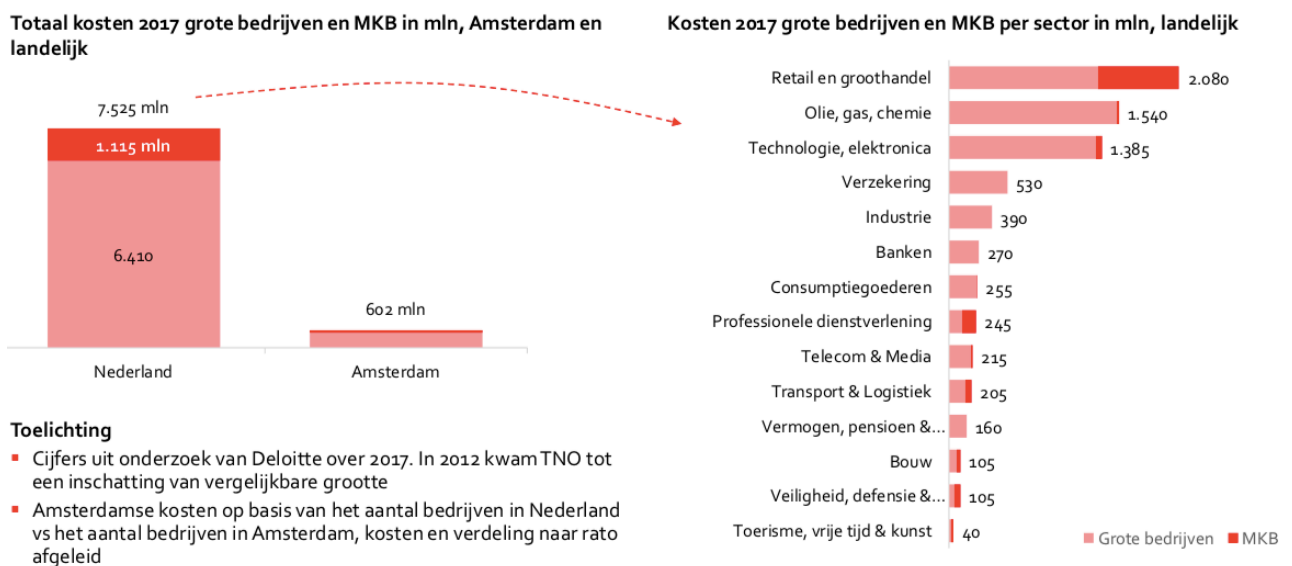 Totaal kosten 2017 grote bedrijven en MKB in mln, Amsterdam en
landelijk
7.525 mln
1.115 mln
6.410
602 mln
Nederland
Amsterdam
Toelichting
▪ Cijfers uit onderzoek van Deloitte over 2017. In 2012 kwam TNO tot
een inschatting van vergelijkbare grootte
▪ Amsterdamse kosten op basis van het aantal bedrijven in Nederland
vs het aantal bedrijven in Amsterdam, kosten en verdeling naar rato
afgeleid
Kosten 2017 grote bedrijven en MKB per sector in mln, landelijk
Retail en groothandel 2.080
Olie, gas, chemie 1.540
Technologie, elektronica 1.385
Verzekering 530
Industrie 390
Banken 270
Consumptiegoederen 255
Professionele dienstverlening 245
Telecom & Media 215
Transport & Logistiek 205
Vermogen, pensioen &... 160
Bouw 105
Veiligheid, defensie &... 105
Toerisme, vrije tijd & kunst 40
Grote bedrijven MKB